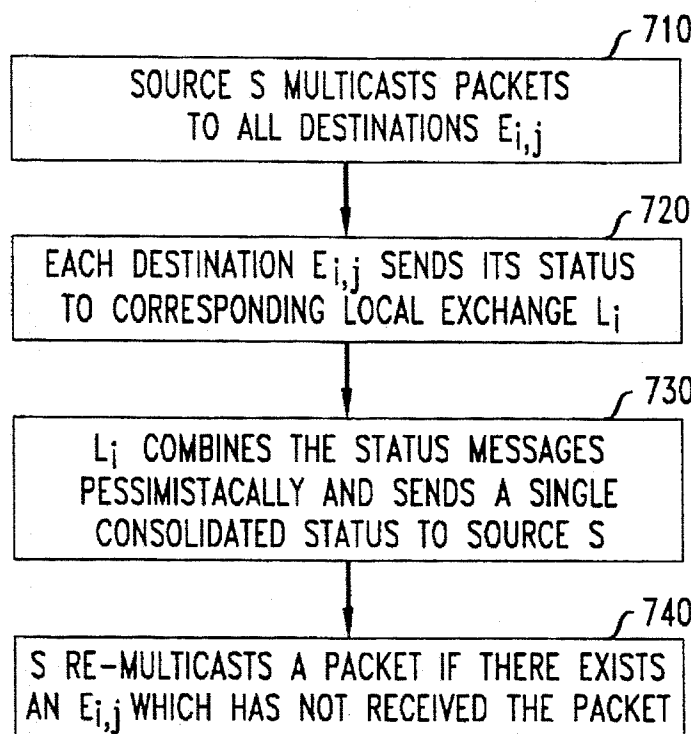 710
SOURCE S MULTICASTS PACKETS
TO ALL DESTINATIONS Ei,j
720
EACH DESTINATION Ei,j SENDS ITS STATUS
TO CORRESPONDING LOCAL EXCHANGE Li
730
Li COMBINES THE STATUS MESSAGES
PESSIMISTACALLY AND SENDS A SINGLE
CONSOLIDATED STATUS TO SOURCE S
740
S RE-MULTICASTS A PACKET IF THERE EXISTS
AN Ei,j WHICH HAS NOT RECEIVED THE PACKET